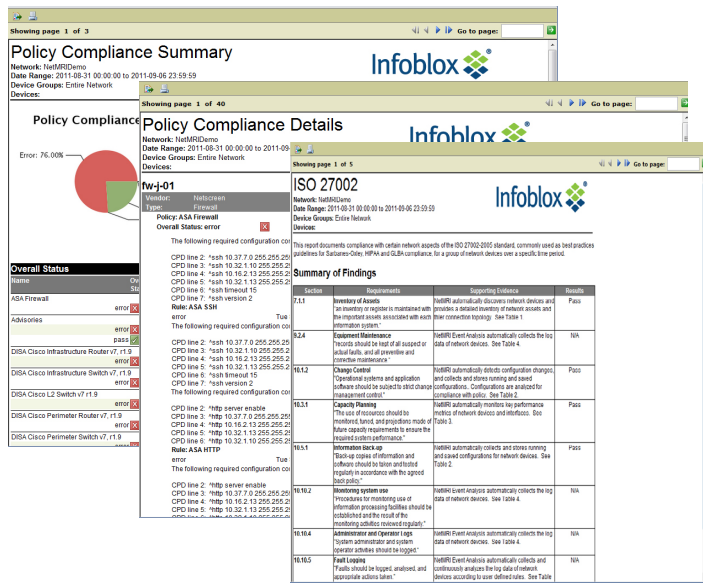 Showing page 1 of 3
Go to page:
Policy Compliance Summary
Network: NetMRIDemo
Date Range: 2011-08-31 00:00:00 to 2011-09-06 23:59:59
Device Groups: Entire Network
Devices:
Infoblox
Policy Compliance
Error: 76.00%
Overall Status
Name
ASA Firewall
error
Advisories
error
pass
DISA Cisco Infrastructure Router v7, r1.9
error
DISA Cisco Infrastructure Switch v7, r1.9
error
DISA Cisco L2 Switch v7, r1.9
error
DISA Cisco Perimeter Router v7, r1.9
error
DISA Cisco Perimeter Switch v7, r1.9
Showing page 1 of 40
Go to page:
Policy Compliance Details
Network: NetMRIDemo
Date Range: 2011-08-31 00:00:00 to 2011-09
Device Groups: Entire Network
Devices:
Infoblox
fw-j-01
Vendor: Netscreen
Type: Firewall
Policy: ASA Firewall
Overall Status: error
The following required configuration
CPD line 2: ^ssh 10.37.7.0 255.255.25
CPD line 3: ^ssh 10.32.1.10 255.255.2
CPD line 4: ^ssh 10.16.2.13 255.255.2
CPD line 5: ^ssh 10.32.1.13 255.255.2
CPD line 6: ^ssh timeout 15
CPD line 7: ^ssh version 2
Rule: ASA SSH
error Tue
The following required configuration
CPD line 2: ^ssh 10.37.7.0 255.255.25
CPD line 3: ^ssh 10.32.1.10 255.255.2
CPD line 4: ^ssh 10.16.2.13 255.255.2
CPD line 5: ^ssh 10.32.1.13 255.255.2
CPD line 6: ^ssh timeout 15
CPD line 7: ^ssh version 2
The following required configuration
CPD line 2: ^http server enable
CPD line 3: ^http 10.37.7.0 255.255.25
CPD line 4: ^http 10.16.2.13 255.255
CPD line 5: ^http 10.32.1.13 255.255
CPD line 6: ^http 10.32.1.10 255.255
Rule: ASA HTTP
error Tue
The following required configuration
CPD line 2: ^http server enable
CPD line 3: ^http 10.37.7.0 255.255.25
CPD line 4: ^http 10.16.2.13 255.255
CPD line 5: ^http 10.32.1.13 255.255
Showing page 1 of 5
Go to page:
ISO 27002
Network: NetMRIDemo
Date Range: 2011-08-31 00:00:00 to 2011-09-06 23:59:59
Device Groups: Entire Network
Devices:
Infoblox
This report documents compliance with certain network aspects of the ISO 27002-2005 standard, commonly used as best practices
guidelines for Sarbanes-Oxley, HIPAA and GLBA compliance, for a group of network devices over a specific time period.
Summary of Findings
Section Requirements Supporting Evidence Results
7.1.1 Inventory of Assets NetMRI automatically discovers network devices and Pass
"an inventory or register is maintained with provides a detailed inventory of network assets and
the important assets associated with each thier connection topology. See Table 1.
information system."
9.2.4 Equipment Maintenance NetMRI Event Analysis automatically collects the log N/A
"records should be kept of all suspected or data of network devices. See Table 4.
actual faults, and all preventive and
corrective maintenance."
10.1.2 Change Control NetMRI automatically detects configuration changes, Pass
"Operational systems and application and collects and stores running and saved
software should be subject to strict change configurations. Configurations are analyzed for
management control." compliance with policy. See Table 2.
10.3.1 Capacity Planning NetMRI automatically monitors key performance Pass
"The use of resources should be metrics of network devices and interfaces. See
monitored, tuned, and projections made of Table 3.
future capacity requirements to ensure the
required system performance."
10.5.1 Information Back-up NetMRI automatically collects and stores running Pass
"Back-up copies of information and and saved configurations for network devices. See
software should be taken and tested Table 2.
regularly in accordance with the agreed
back policy."
10.10.2 Monitoring system use NetMRI Event Analysis automatically collects the log N/A
"Procedures for monitoring use of data of network devices. See Table 4.
information processing facilities should be
established and the result of the
monitoring activities reviewed regularly."
10.10.4 Administrator and Operator Logs NetMRI Event Analysis automatically collects the log N/A
"System administrator and system data of network devices. See Table 4.
operator activities should be logged."
10.10.5 Fault Logging NetMRI Event Analysis automatically collects and N/A
"Faults should be logged, analysed, and continuously analyzes the log data of network
appropriate actions taken." devices according to user defined rules. See Table